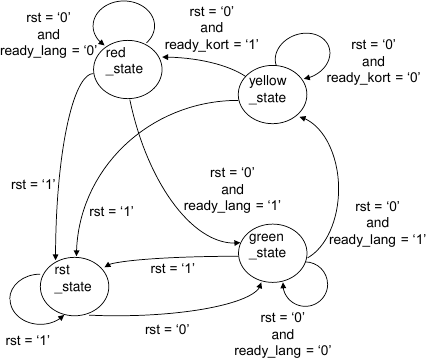 rst = ‘0’
and
ready_lang = ‘0’
rst = ‘0’
and
ready_kort = ‘1’
rst = ‘0’
and
ready_kort = ‘0’
red
_state
yellow
_state
rst = ‘1’
rst = ‘1’
rst = ‘0’
and
ready_lang = ‘1’
rst = ‘0’
and
ready_lang = ‘1’
green
_state
rst
_state
rst = ‘1’
rst = ‘1’
rst = ‘0’
rst = ‘0’
and
ready_lang = ‘0’